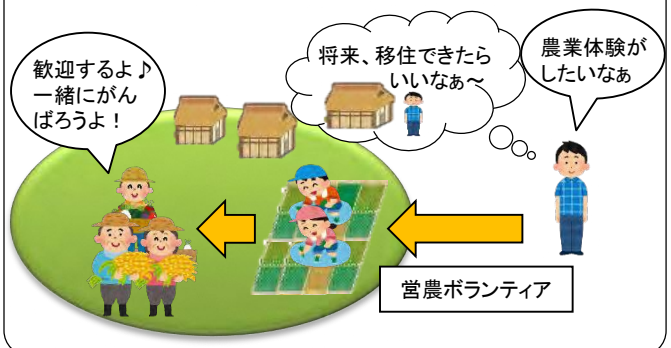 歓迎するよ♪
一緒にがん
ばろうよ！
将来、移住できたら
いいなぁ～
農業体験が
したいなぁ
営農ボランティア